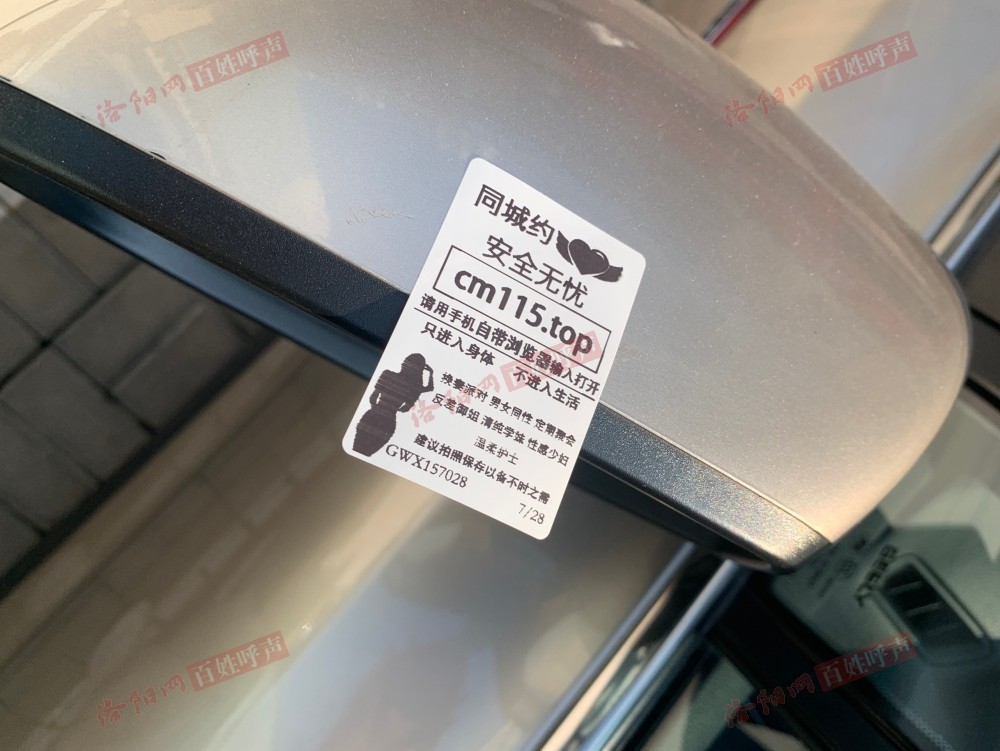 同城约
安全无忧
cm115.top
请用手机自带浏览器输入打开
只进入身体 不进入生活
换妻派对 男女同性 定期聚会
反差御姐 清纯学妹 性感少妇
温柔护士
建议拍照保存以备不时之需
GWX157028
7/28
GEELY
洛阳网 百姓呼声
洛阳网 百姓呼声
洛阳网 百姓呼声
洛阳网 百姓呼声
洛阳网 百姓呼声